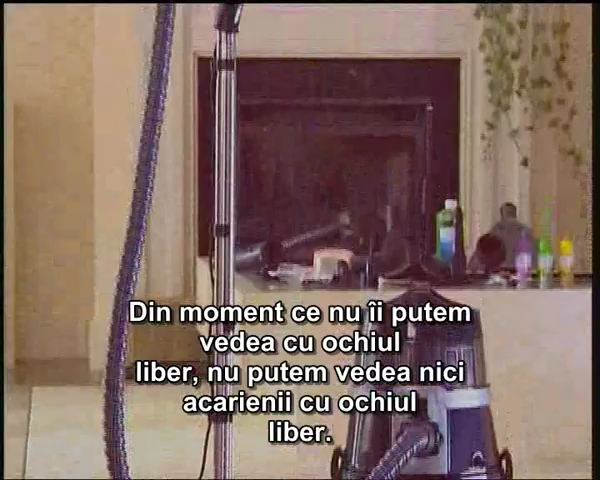 Din moment ce nu îi putem
vedea cu ochiul
liber, nu putem vedea nici
acarienii cu ochiul
liber.